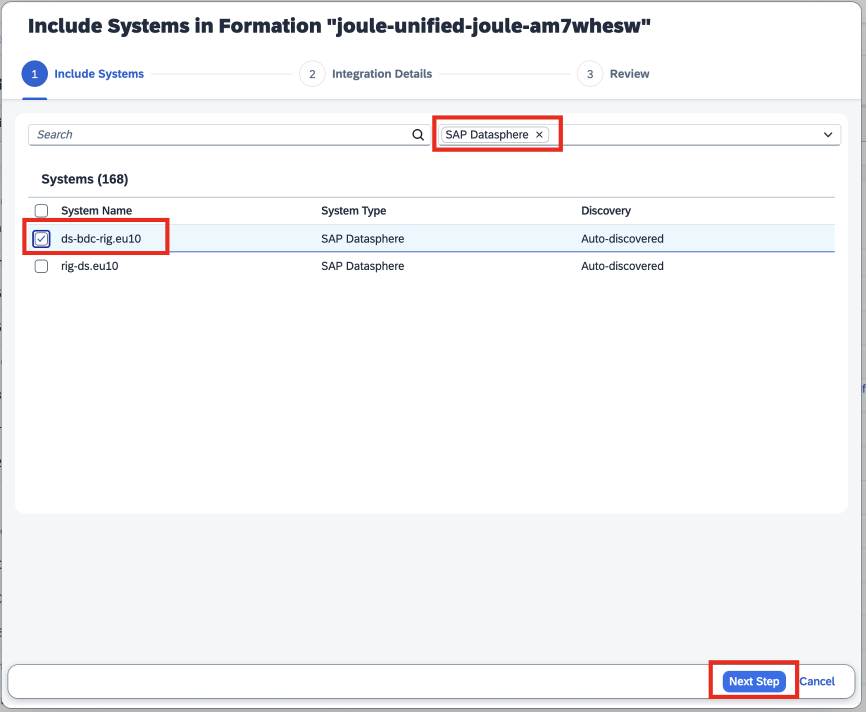 Include Systems in Formation "joule-unified-joule-am7whesw"
1 Include Systems 2 Integration Details 3 Review
Search SAP Datasphere ×
Systems (168)
System Name System Type Discovery
ds-bdc-rig.eu10 SAP Datasphere Auto-discovered
rig-ds.eu10 SAP Datasphere Auto-discovered
Next Step Cancel